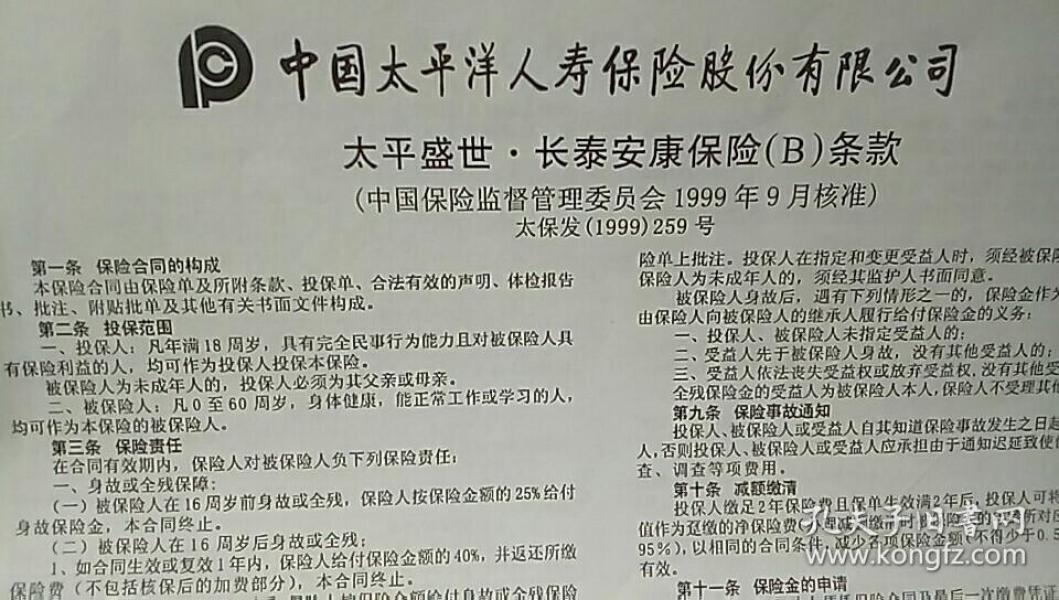 中国太平洋人寿保险股份有限公司
太平盛世·长泰安康保险(B)条款
(中国保险监督管理委员会1999年9月核准)
太保发(1999)259号
第一条 保险合同的构成
本保险合同由保险单及所附条款、投保单、合法有效的声明、体检报告
书、批注、附贴批单及其他有关书面文件构成。
第二条 投保范围
一、投保人:凡年满18周岁,具有完全民事行为能力且对被保险人具
有保险利益的人,均可作为投保人投保本保险。
被保险人为未成年人的,投保人必须为其父亲或母亲。
二、被保险人:凡0至60周岁,身体健康,能正常工作或学习的人,
均可作为本保险的被保险人。
第三条 保险责任
在合同有效期内,保险人对被保险人负下列保险责任:
一、身故或全残保障:
(一)被保险人在16周岁前身故或全残,保险人按保险金额的25%给付
身故保险金,本合同终止。
(二)被保险人在16周岁后身故或全残:
1、如合同生效或复效1年内,保险人给付保险金额的40%,并返还所缴
保险费(不包括核保后的加费部分),本合同终止。
险单上批注。投保人在指定和变更受益人时,须经被保险
保险人为未成年人的,须经其监护人书面同意。
被保险人身故后,遇有下列情形之一的,保险金作为
由保险人向被保险人的继承人履行给付保险金的义务:
一、投保人、被保险人未指定受益人的;
二、受益人先于被保险人身故,没有其他受益人的;
三、受益人依法丧失受益权或放弃受益权,没有其他受
全残保险金的受益人为被保险人本人,保险人不受理其他
第九条 保险事故通知
投保人、被保险人或受益人自其知道保险事故发生之日起
人,否则投保人、被保险人或受益人应承担由于通知迟延致使
查、调查等项费用。
第十条 减额缴清
投保人缴足2年保险费且保单生效满2年后,投保人可将
值作为趸缴的净保险费
95%),以相同的合同条件,减少各项保险金额(不得少于0.5
有效。
第十一条 保险金的申请
孔夫子旧书网
www.kongfz.com